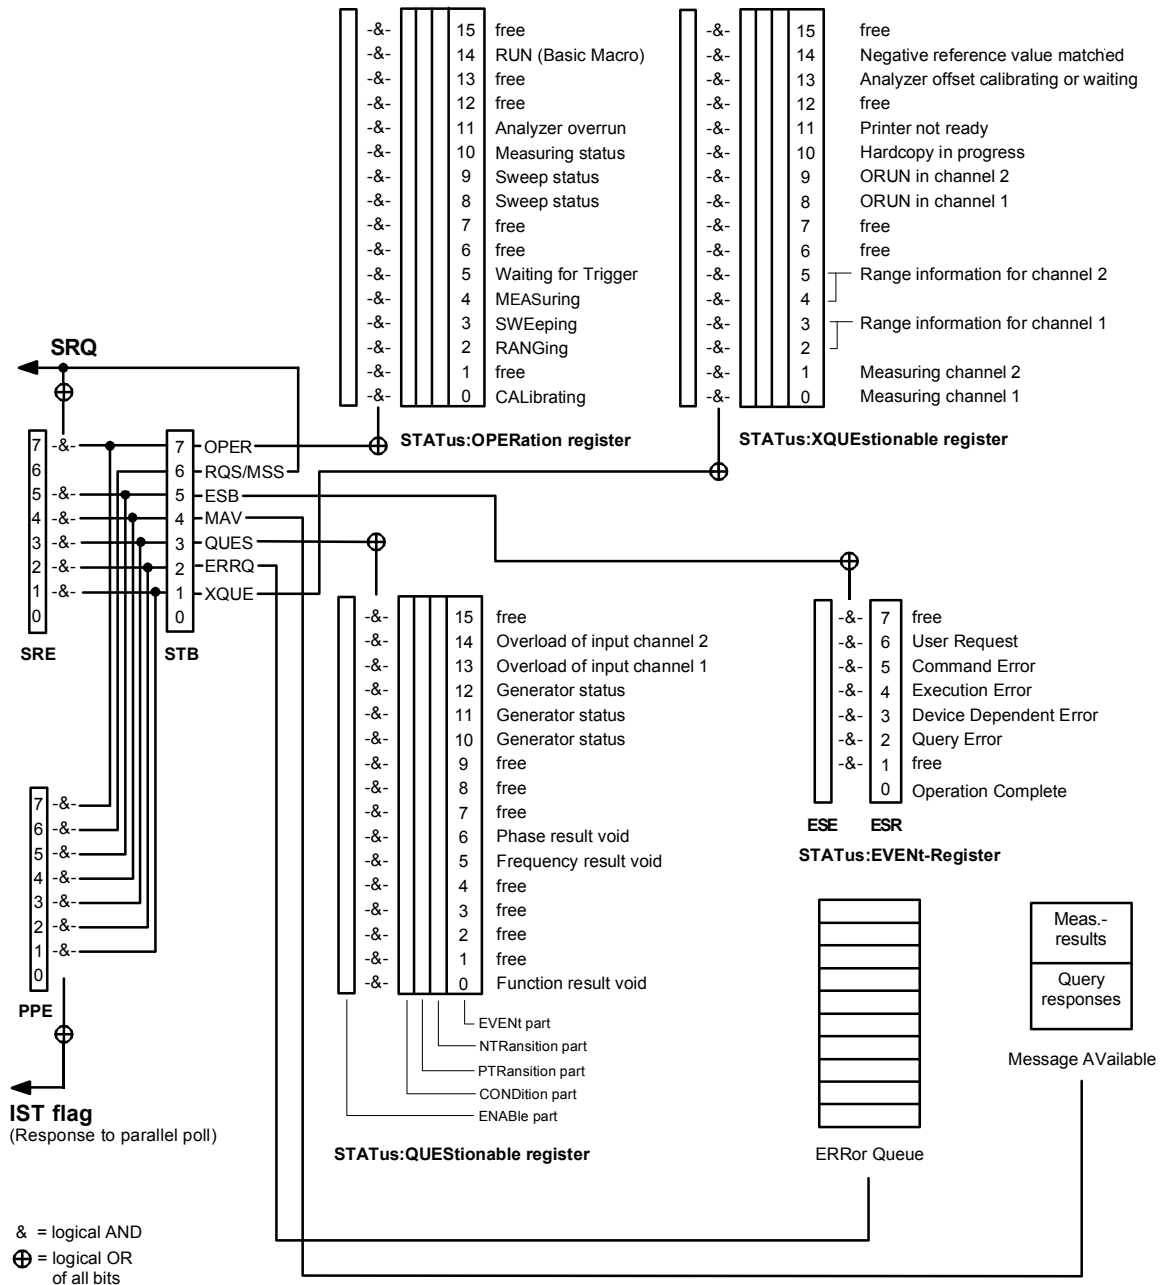 -&- 15 free
-&- 14 RUN (Basic Macro)
-&- 13 free
-&- 12 free
-&- 11 Analyzer overrun
-&- 10 Measuring status
-&- 9 Sweep status
-&- 8 Sweep status
-&- 7 free
-&- 6 free
-&- 5 Waiting for Trigger
-&- 4 MEASuring
-&- 3 SWEeping
-&- 2 RANGing
-&- 1 free
-&- 0 CALibrating
STATus:OPERation register
-&- 15 free
-&- 14 Negative reference value matched
-&- 13 Analyzer offset calibrating or waiting
-&- 12 free
-&- 11 Printer not ready
-&- 10 Hardcopy in progress
-&- 9 ORUN in channel 2
-&- 8 ORUN in channel 1
-&- 7 free
-&- 6 free
-&- 5 Range information for channel 2
-&- 4
-&- 3 Range information for channel 1
-&- 2
-&- 1 Measuring channel 2
-&- 0 Measuring channel 1
STATus:XQUEstionable register
SRQ
7 -&- 7 OPER
6 6 RQS/MSS
5 -&- 5 ESB
4 -&- 4 MAV
3 -&- 3 QUES
2 -&- 2 ERRQ
1 -&- 1 XQUE
0 0
SRE STB
-&- 15 free
-&- 14 Overload of input channel 2
-&- 13 Overload of input channel 1
-&- 12 Generator status
-&- 11 Generator status
-&- 10 Generator status
-&- 9 free
-&- 8 free
-&- 7 free
-&- 6 Phase result void
-&- 5 Frequency result void
-&- 4 free
-&- 3 free
-&- 2 free
-&- 1 free
-&- 0 Function result void
EVENt part
NTRansition part
PTRansition part
CONDition part
ENABle part
STATus:QUEStionable register
-&- 7 free
-&- 6 User Request
-&- 5 Command Error
-&- 4 Execution Error
-&- 3 Device Dependent Error
-&- 2 Query Error
-&- 1 free
0 Operation Complete
ESE ESR
STATus:EVENt-Register
7 -&-
6 -&-
5 -&-
4 -&-
3 -&-
2 -&-
1 -&-
0
PPE
IST flag
(Response to parallel poll)
Meas.-
results
Query
responses
Message AVailable
ERRor Queue
& = logical AND
⊕ = logical OR
of all bits